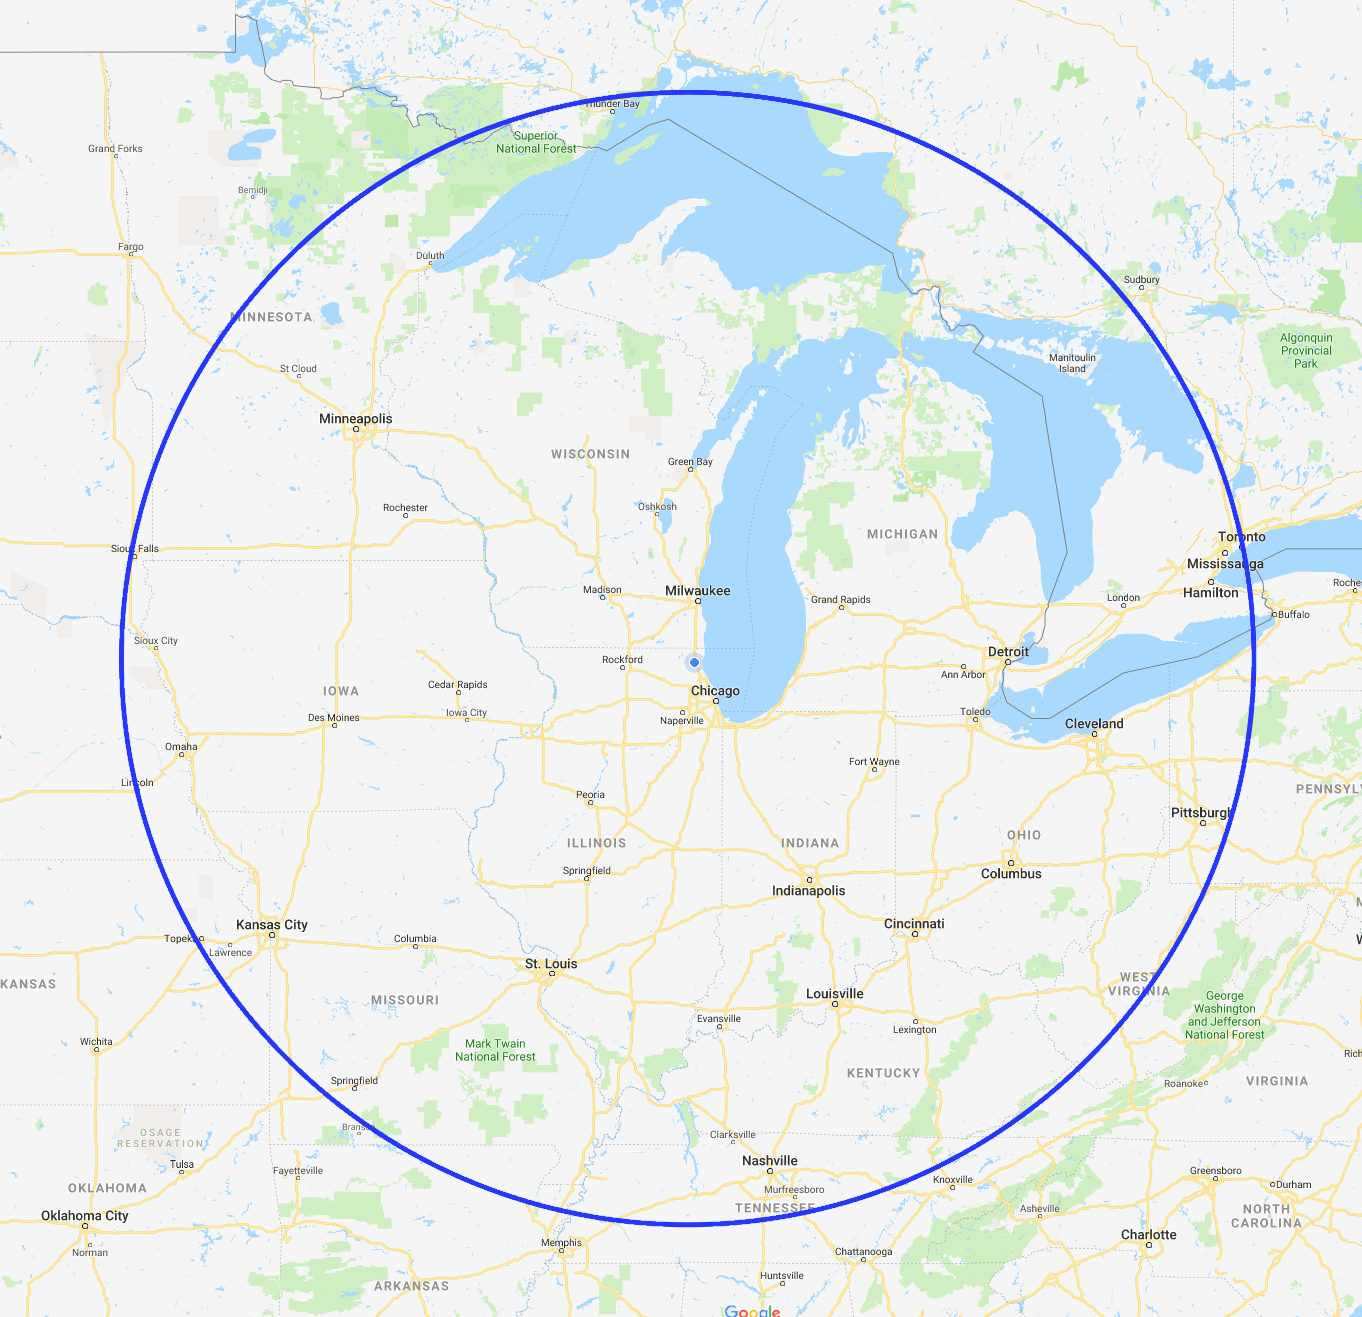 Thunder Bay
Superior
National Forest
Grand Forks
Bemidji
Fargo
Duluth
Sudbury
MINNESOTA
Algonquin
Provincial
Park
Manitoulin
Island
St Cloud
Minneapolis
WISCONSIN
Green Bay
Oshkosh
Rochester
MICHIGAN
Sioux Falls
Toronto
Mississauga
Hamilton
Roche
Madison
Milwaukee
Grand Rapids
London
Buffalo
Sioux City
Rockford
Detroit
Ann Arbor
Cedar Rapids
IOWA
Chicago
Iowa City
Des Moines
Naperville
Toledo
Cleveland
Omaha
Fort Wayne
Lincoln
PENNSYLV
Peoria
Pittsburgh
ILLINOIS
INDIANA
OHIO
Springfield
Columbus
Indianapolis
M
Kansas City
Cincinnati
Topeka
Lawrence
Columbia
W
St. Louis
KANSAS
WEST
VIRGINIA
MISSOURI
Louisville
George
Washington
and Jefferson
National Forest
Evansville
Lexington
Wichita
Mark Twain
National Forest
Rich
KENTUCKY
Springfield
Roanoke
VIRGINIA
Branson
OSAGE
RESERVATION
Clarksville
Tulsa
Fayetteville
Nashville
Knoxville
Greensboro
OKLAHOMA
Murfreesboro
Durham
TENNESSEE
Asheville
NORTH
CAROLINA
Oklahoma City
Norman
Memphis
Chattanooga
Charlotte
ARKANSAS
Huntsville
Google